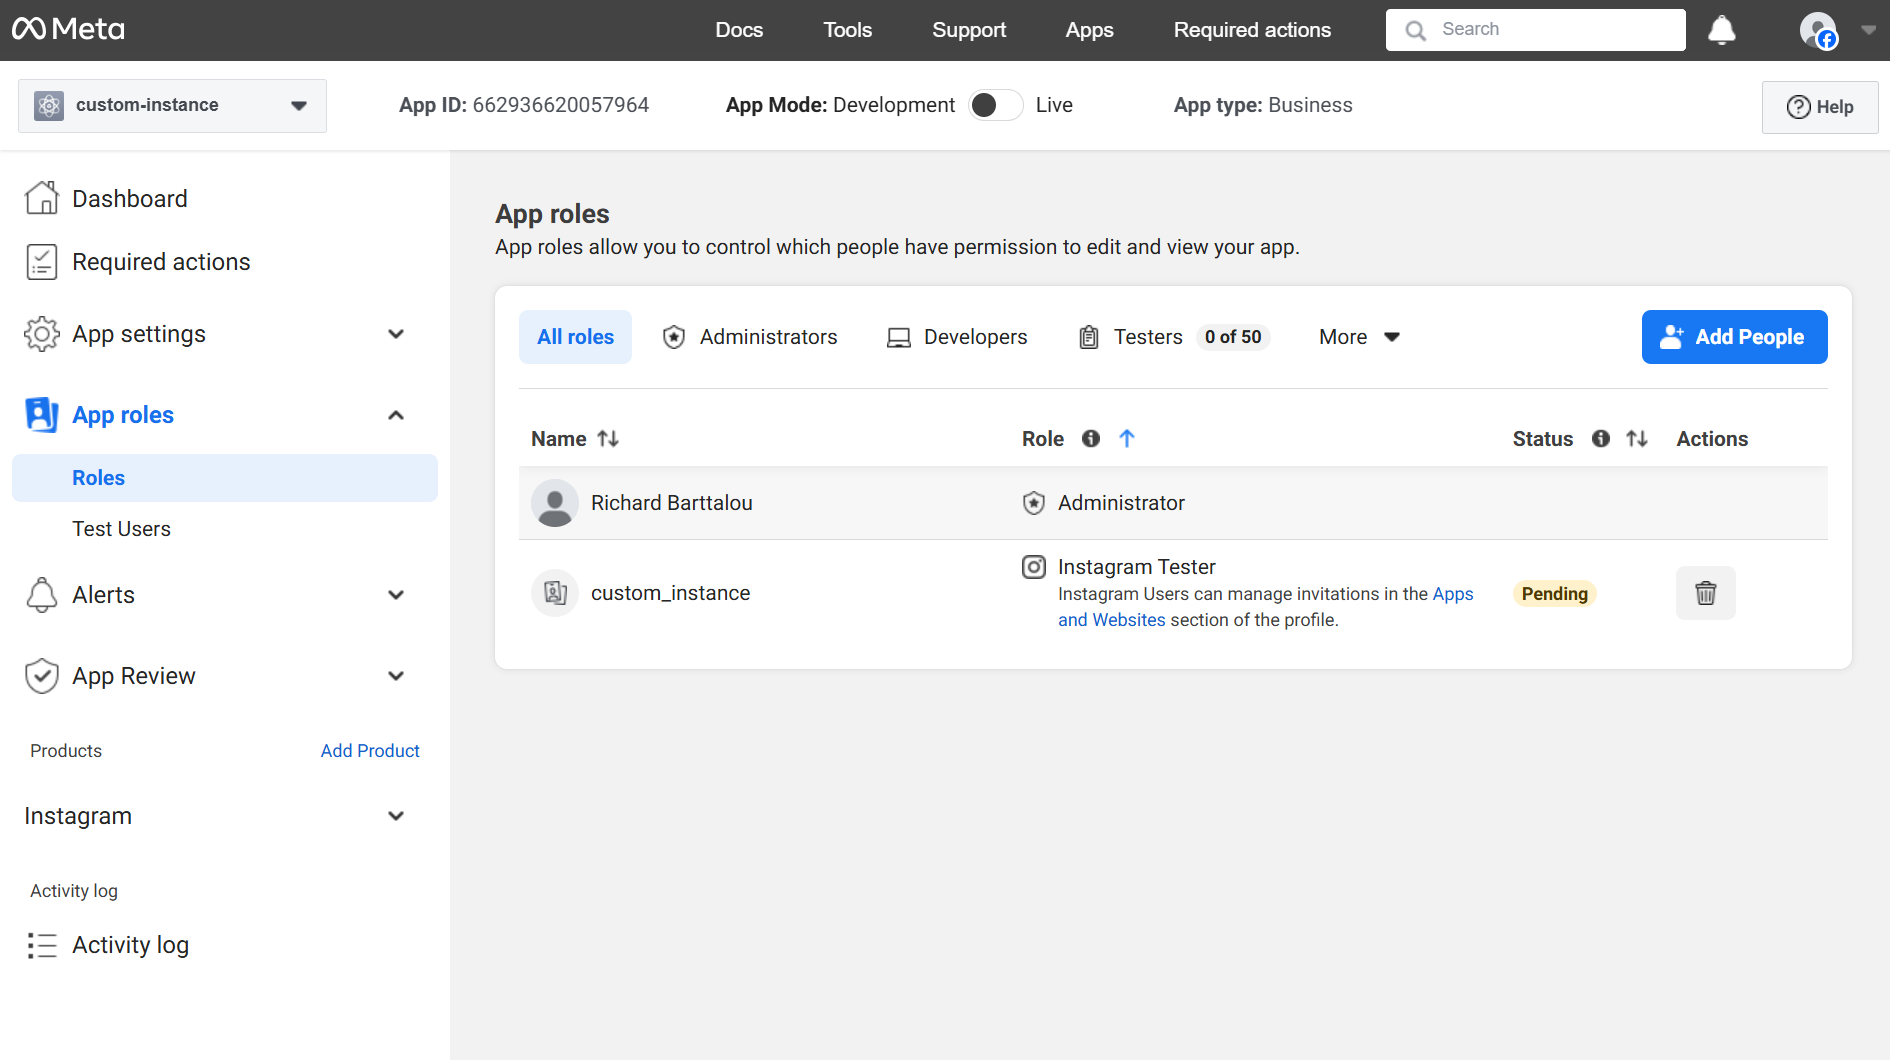 Meta
Docs
Tools
Support
Apps
Required actions
Search
custom-instance
App ID: 662936620057964
App Mode: Development
Live
App type: Business
Help
Dashboard
Required actions
App settings
App roles
Roles
Test Users
Alerts
App Review
Products
Add Product
Instagram
Activity log
Activity log
App roles
App roles allow you to control which people have permission to edit and view your app.
All roles
Administrators
Developers
Testers
0 of 50
More
Add People
Name
Role
Status
Actions
Richard Barttalou
Administrator
custom_instance
Instagram Tester
Instagram Users can manage invitations in the Apps
and Websites section of the profile.
Pending